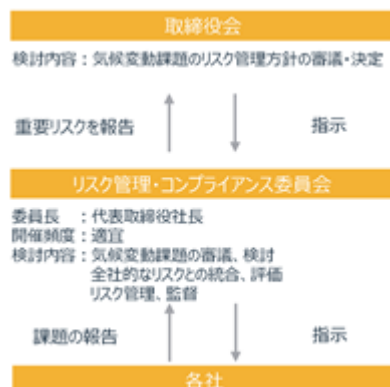 取締役会
検討内容：気候変動課題のリスク管理方針の審議・決定
重要リスクを報告
指示
リスク管理・コンプライアンス委員会
委員長　：代表取締役社長
開催頻度：適宜
検討内容：気候変動課題の審議、検討
全社的なリスクとの統合、評価
リスク管理、監督
課題の報告
指示
各社